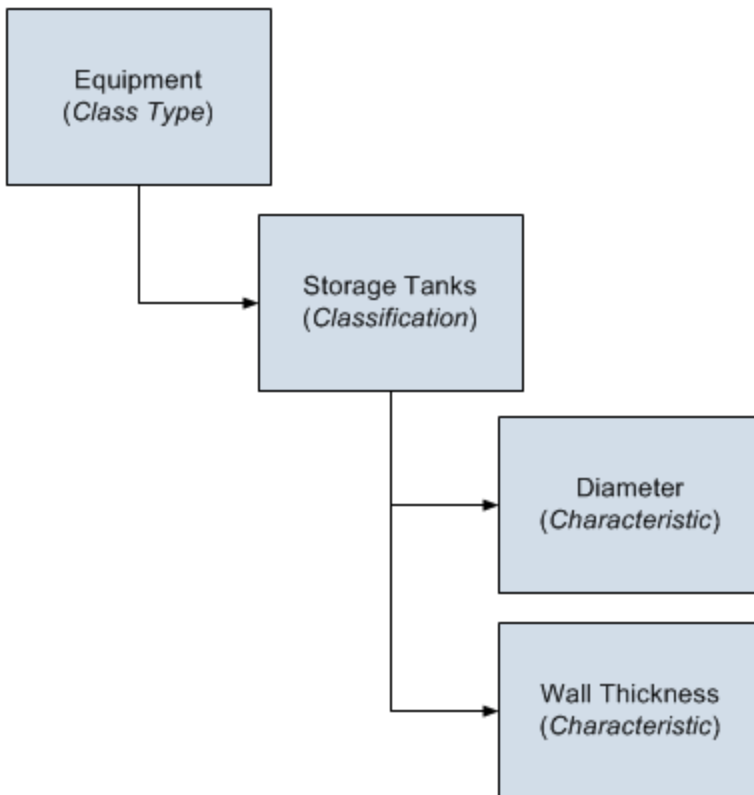 Equipment
(Class Type)
Storage Tanks
(Classification)
Diameter
(Characteristic)
Wall Thickness
(Characteristic)